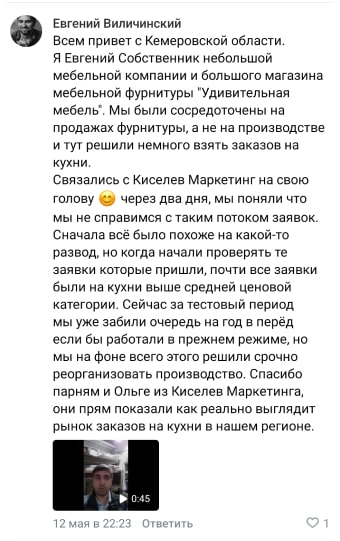 Евгений Виличинский
Всем привет с Кемеровской области.
Я Евгений Собственник небольшой
мебельной компании и большого магазина
мебельной фурнитуры "Удивительная
мебель". Мы были сосредоточены на
продажах фурнитуры, а не на производстве
и тут решили немного взять заказов на
кухни.
Связались с Киселев Маркетинг на свою
голову 😊 через два дня, мы поняли что
мы не справимся с таким потоком заявок.
Сначала всё было похоже на какой-то
развод, но когда начали проверять те
заявки которые пришли, почти все заявки
были на кухни выше средней ценовой
категории. Сейчас за тестовый период
мы уже забили очередь на год в перёд
если бы работали в прежнем режиме, но
мы на фоне всего этого решили срочно
реорганизовать производство. Спасибо
парням и Ольге из Киселев Маркетинга,
они прям показали как реально выглядит
рынок заказов на кухни в нашем регионе.
0:45
12 мая в 22:23 Ответить 1